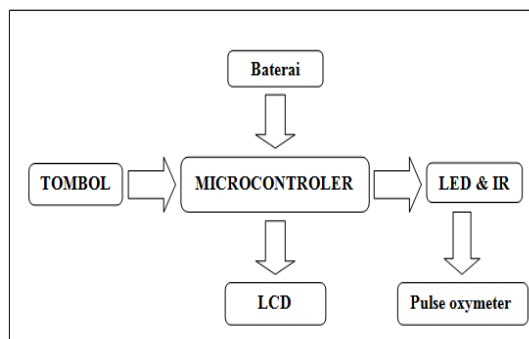 Baterai
TOMBOL
MICROCONTROLER
LED & IR
LCD
Pulse oxymeter